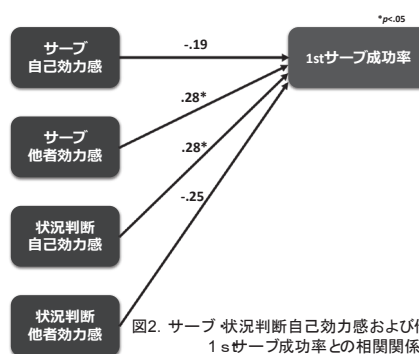 *p<.05
サーブ
自己効力感
-.19
1stサーブ成功率
サーブ
他者効力感
.28*
状況判断
自己効力感
.28*
-.25
状況判断
他者効力感
図2. サーブ・状況判断自己効力感および
1stサーブ成功率との相関関係